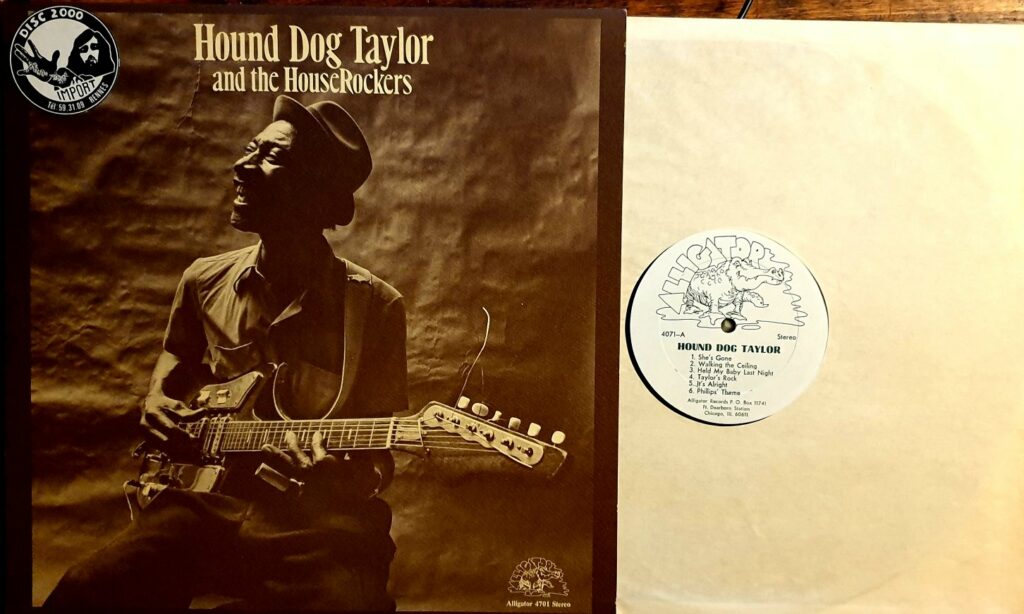 DISC 2000
IMPORT
Tél 59 31 09 RENNES
Hound Dog Taylor
and the HouseRockers
ALLIGATOR
Alligator 4701 Stereo
ALLIGATOR
4071-A
Stereo
HOUND DOG TAYLOR
1. She's Gone
2. Walking the Ceiling
3. Held My Baby Last Night
4. Taylor's Rock
5. It's Alright
6. Phillips' Theme
Alligator Records P. O. Box 11741
Ft. Dearborn Station
Chicago, Ill. 60611